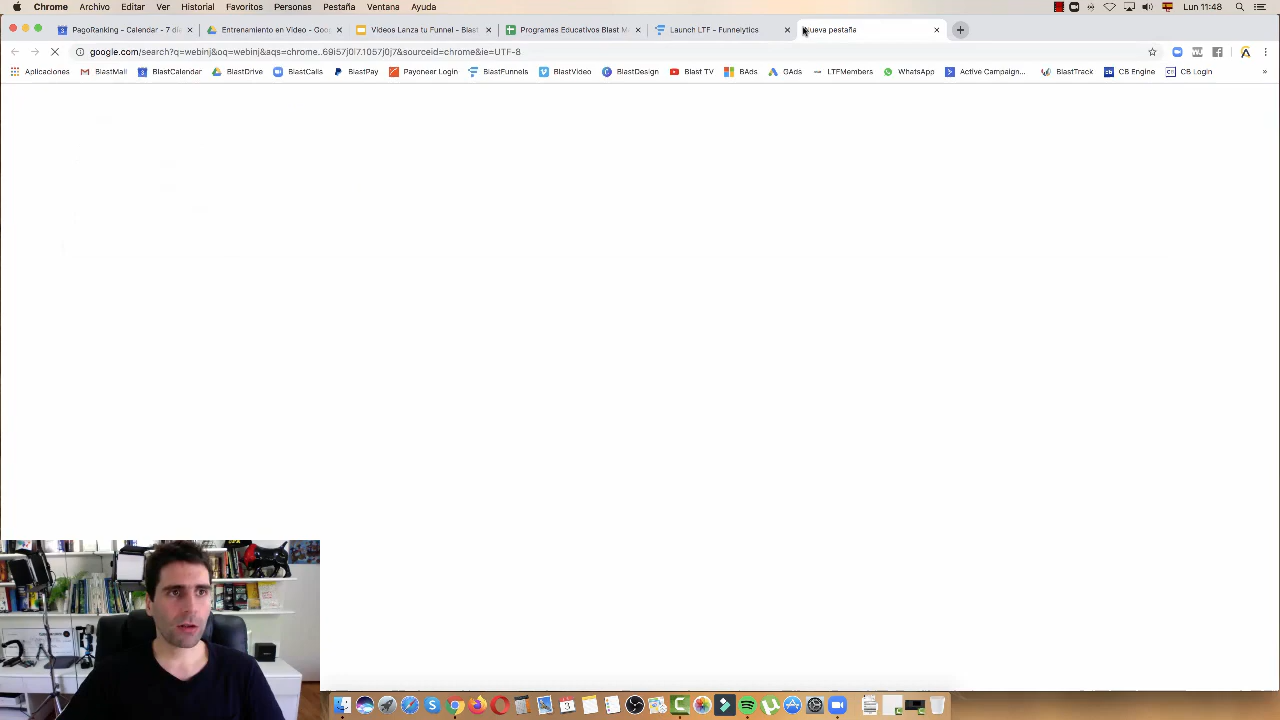 Chrome Archivo Editar Ver Historial Favoritos Personas Pestaña Ventana Ayuda Lun 11:48
PagoRanking - Calendar - 7 dí Entrenamiento en Video - Goo Videos Lanza tu Funnel - Blast Programas Educativos Blast M Launch LTF - Funnelytics ueva pestaña
google.com/search?q=webinj&oq=webinj&aqs=chrome..69i57j0l7.1057j0j7&sourceid=chrome&ie=UTF-8
Aplicaciones BlastMail BlastCalendar BlastDrive BlastCalls BlastPay Payoneer Login BlastFunnels BlastVideo BlastDesign Blast TV BAds GAds LTFMembers WhatsApp Active Campaign... BlastTrack CB Engine CB Login »